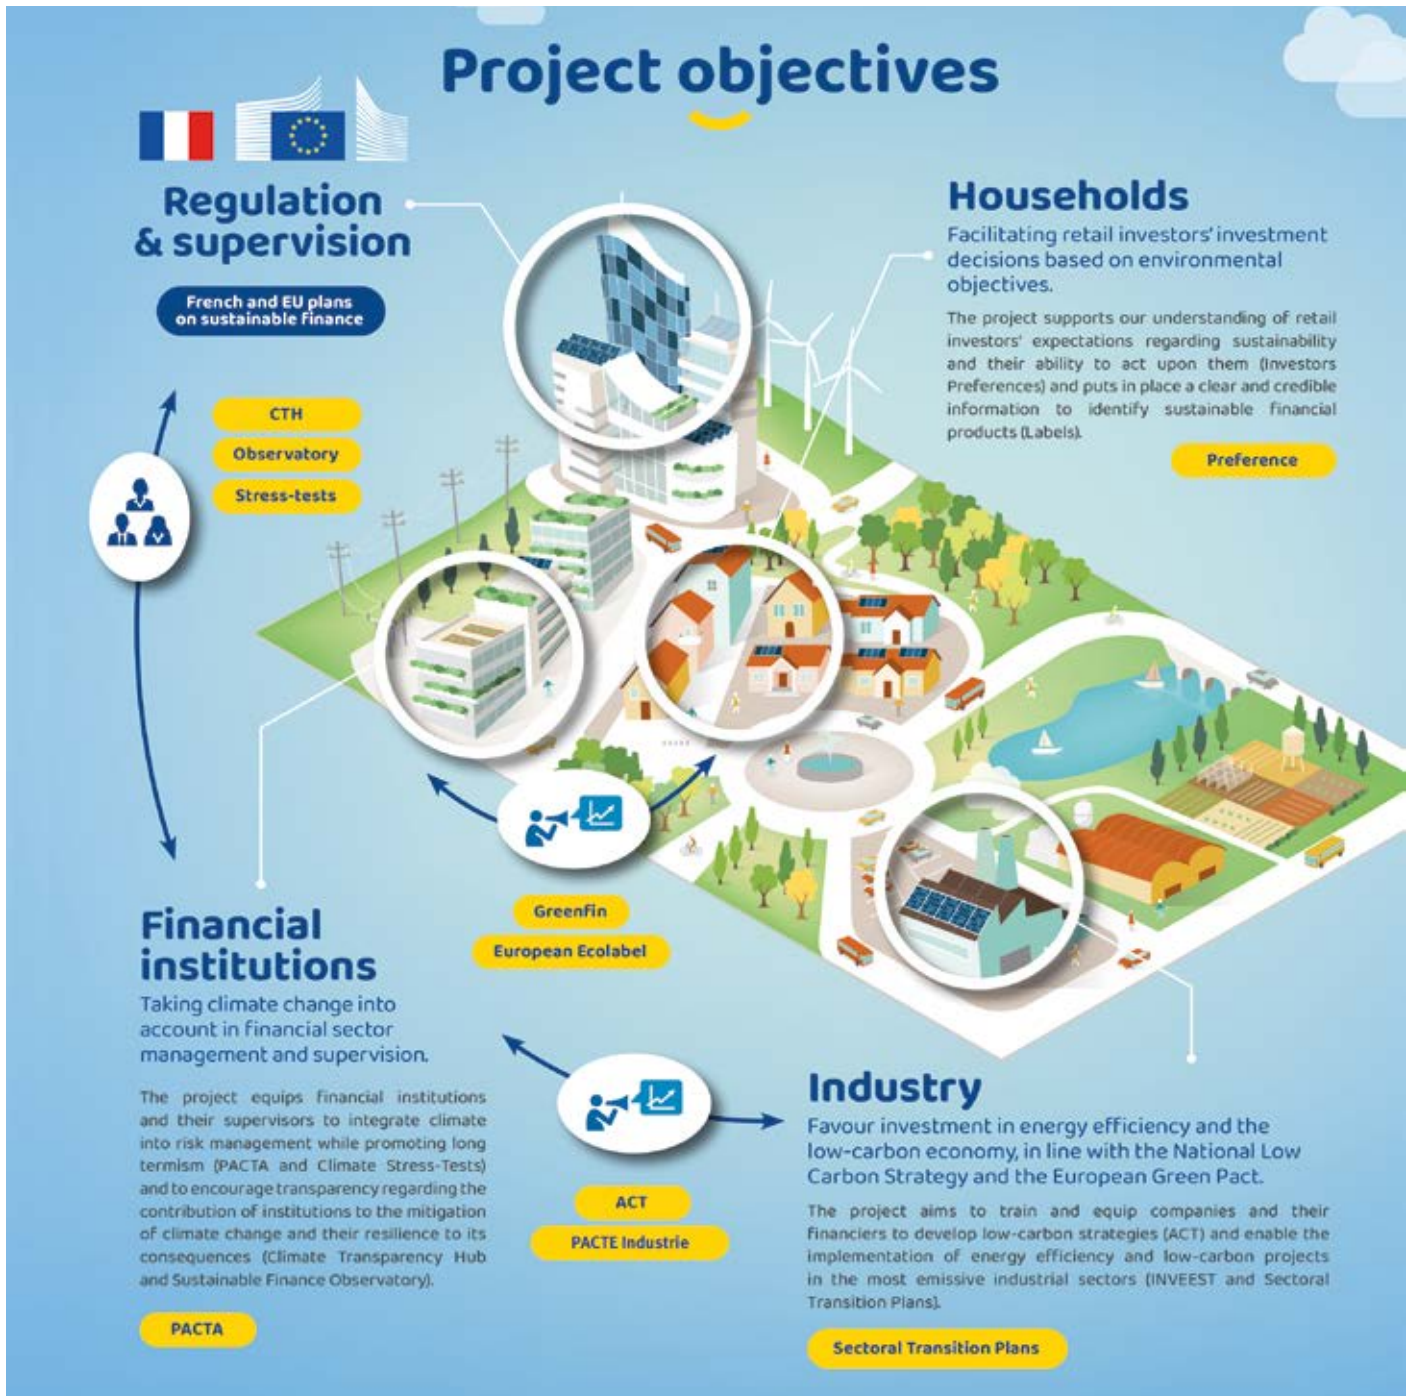 Project objectives
Regulation
& supervision
French and EU plans
on sustainable finance
CTH
Observatory
Stress-tests
Households
Facilitating retail investors' investment
decisions based on environmental
objectives.
The project supports our understanding of retail
investors' expectations regarding sustainability
and their ability to act upon them (Investors
Preferences) and puts in place a clear and credible
information to identify sustainable financial
products (Labels).
Preference
Greenfin
European Ecolabel
Financial
institutions
Taking climate change into
account in financial sector
management and supervision.
The project equips financial institutions
and their supervisors to integrate climate
into risk management while promoting long
termism (PACTA and Climate Stress-Tests)
and to encourage transparency regarding the
contribution of institutions to the mitigation
of climate change and their resilience to its
consequences (Climate Transparency Hub
and Sustainable Finance Observatory).
PACTA
ACT
PACTE Industrie
Industry
Favour investment in energy efficiency and the
low-carbon economy, in line with the National Low
Carbon Strategy and the European Green Pact.
The project aims to train and equip companies and their
financiers to develop low-carbon strategies (ACT) and enable the
implementation of energy efficiency and low-carbon projects
in the most emissive industrial sectors (INVEEST and Sectoral
Transition Plans).
Sectoral Transition Plans